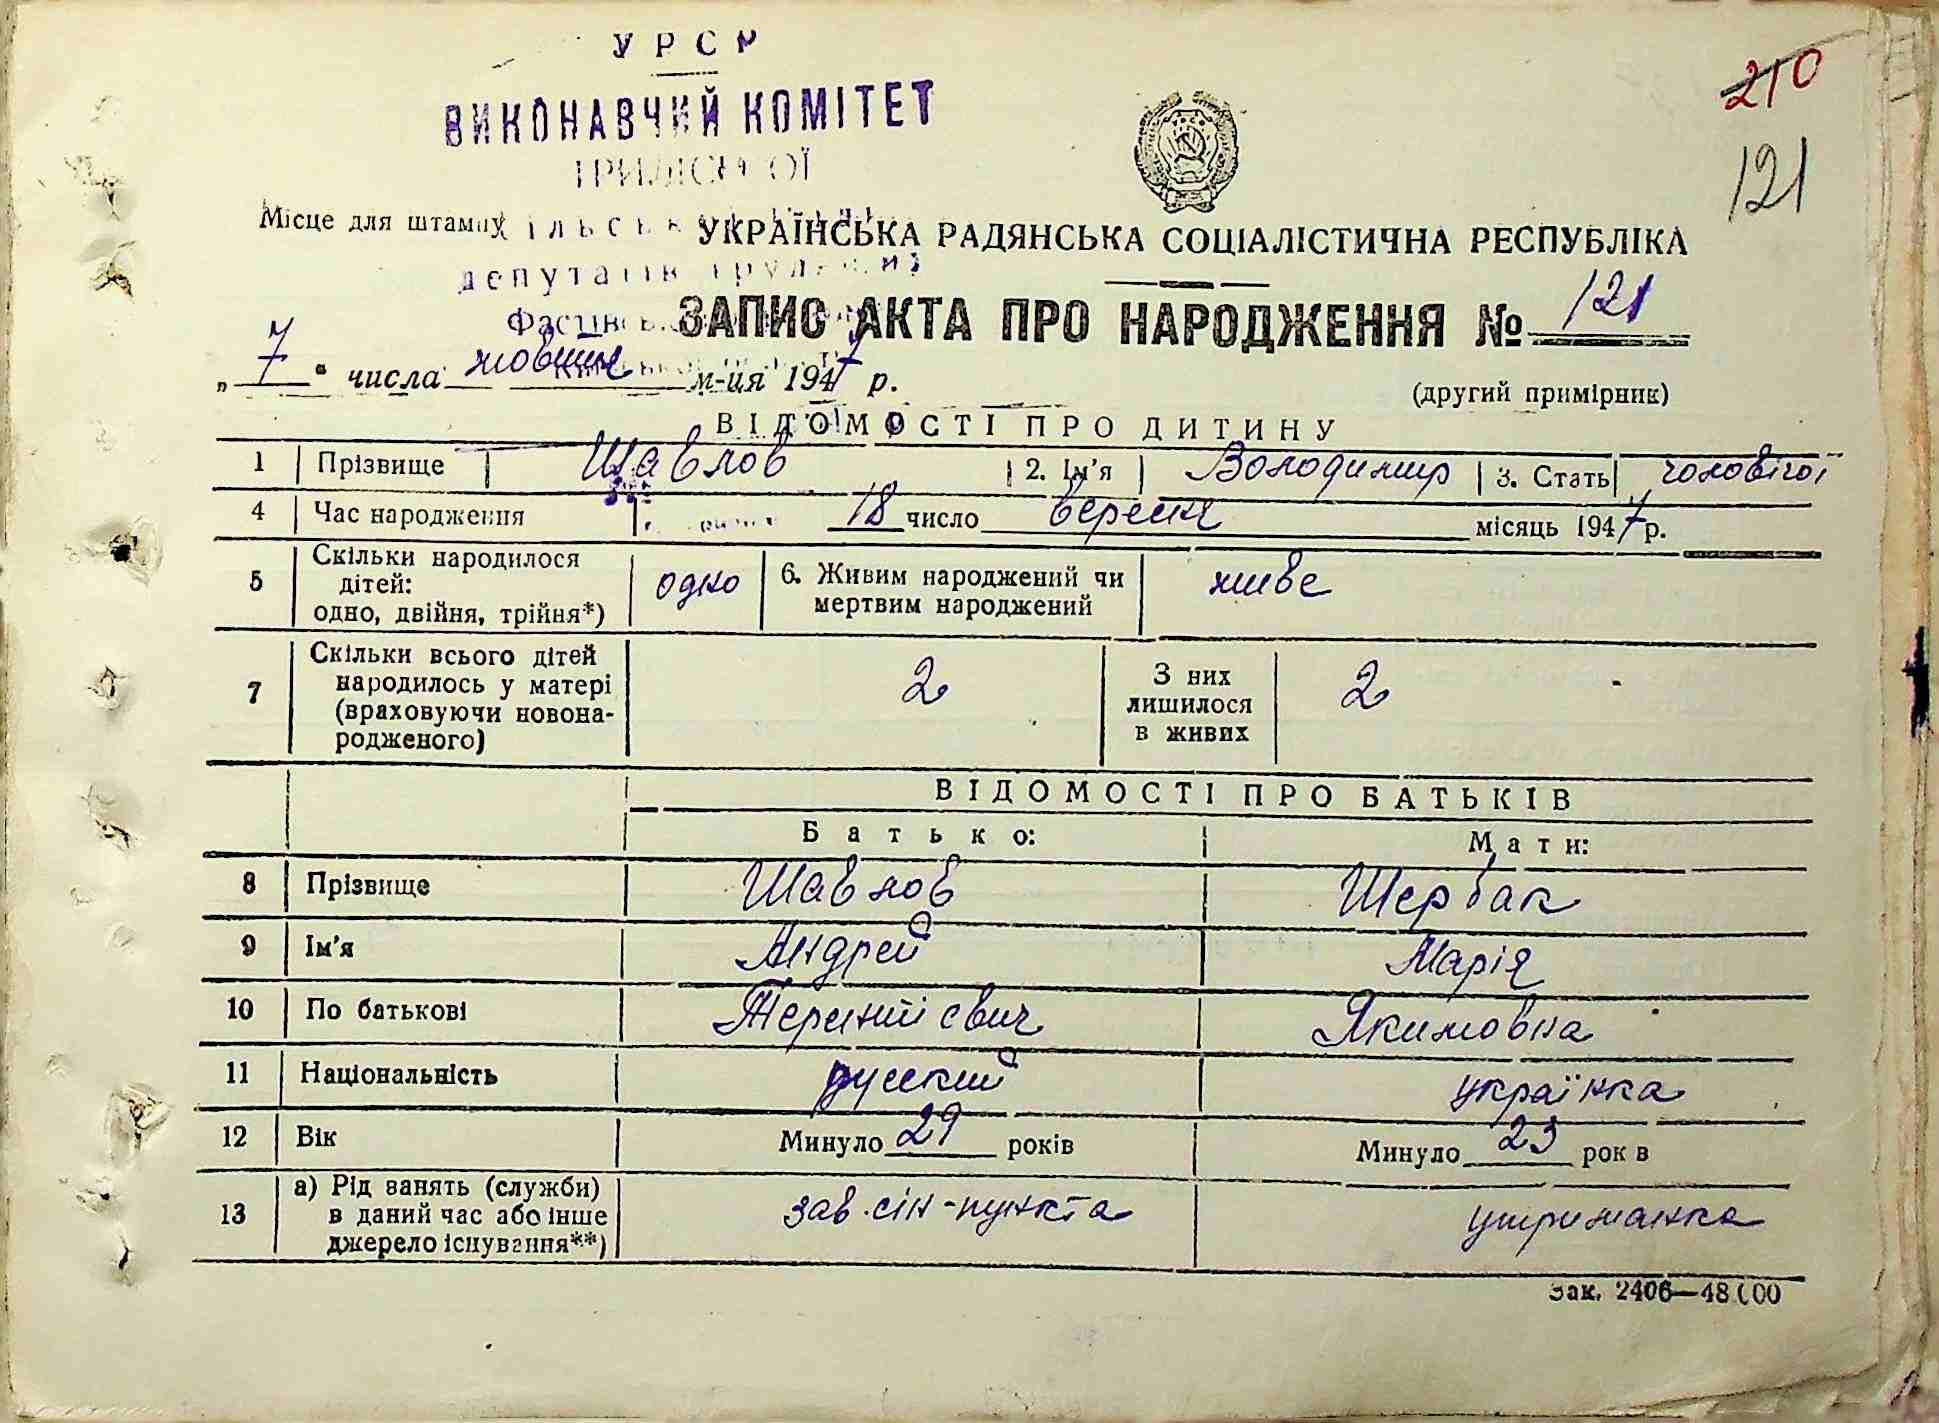 УРСР
210
ВИКОНАВЧИЙ КОМІТЕТ
121
Місце для штампу
УКРАЇНСЬКА РАДЯНСЬКА СОЦІАЛІСТИЧНА РЕСПУБЛІКА
депутатів
ЗАПИС АКТА ПРО НАРОДЖЕННЯ № 121
„7“ числа жовтня м-ця 1947 р.
(другий примірник)
ВІДОМОСТІ ПРО ДИТИНУ
1 Прізвище Шавлов 2. Ім'я Володимир 3. Стать чоловічої
4 Час народження 18 число вересня місяць 1947 р.
5 Скільки народилося
дітей:
одно, двійня, трійня*) одно 6. Живим народжений чи
мертвим народжений живе
7 Скільки всього дітей
народилось у матері
(враховуючи новона-
родженого) 2 З них
лишилося
в живих 2
ВІДОМОСТІ ПРО БАТЬКІВ
Батько: Мати:
8 Прізвище Шавлов Щербак
9 Ім'я Андрей Марія
10 По батькові Якимовна
11 Національність русский українка
12 Вік Минуло 29 років Минуло 23 рок в
13 а) Рід занять (служби)
в даний час або інше
джерело існування**) зав. сін-пункта утриманка
Зак. 2406—48000